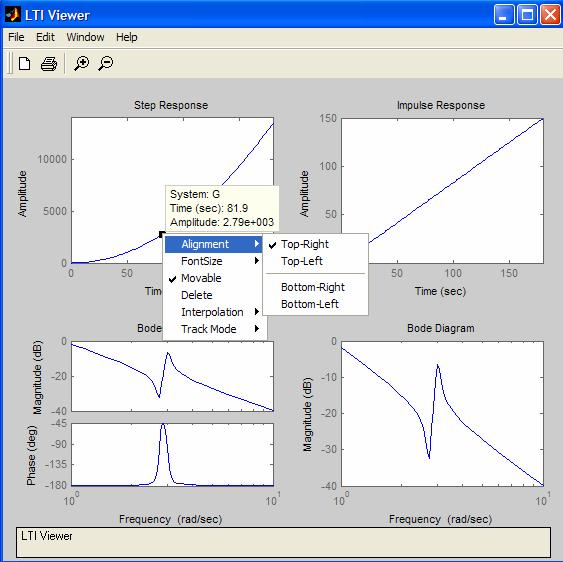 LTI Viewer
File Edit Window Help
Step Response
Amplitude
10000
5000
0
0 50
System: G
Time (sec): 81.9
Amplitude: 2.79e+003
Alignment
FontSize
Movable
Delete
Interpolation
Track Mode
Top-Right
Top-Left
Bottom-Right
Bottom-Left
Impulse Response
Amplitude
150
100
50
50 100 150
Time (sec)
Magnitude (dB)
0
-20
-40
Phase (deg)
-45
-90
-135
-180
10^0 10^1
Frequency (rad/sec)
Bode Diagram
Magnitude (dB)
0
-10
-20
-30
-40
10^0 10^1
Frequency (rad/sec)
LTI Viewer